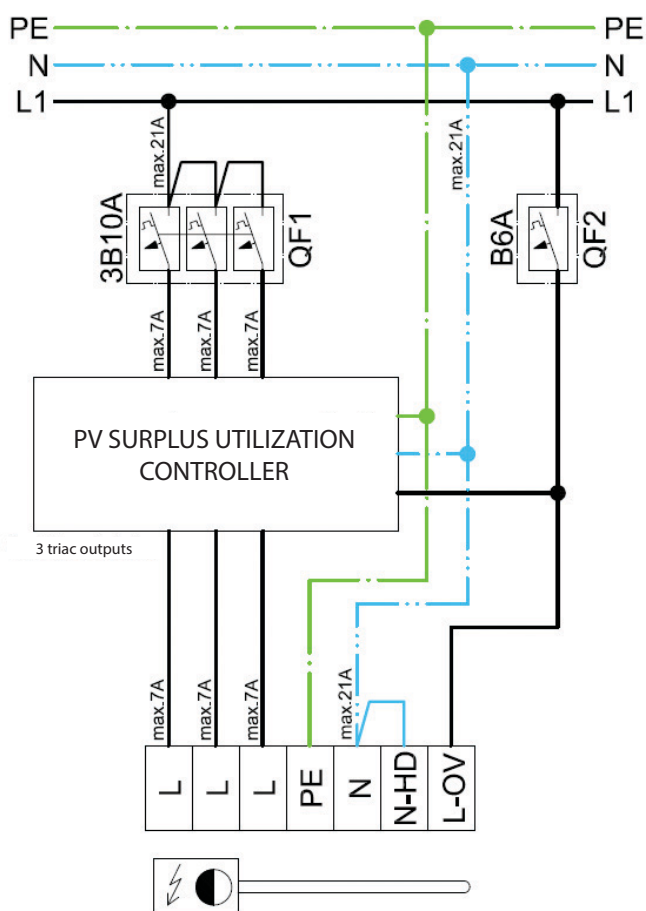 PE PE
N N
L1 L1
max.21A
max.21A
3B10A
QF1
B6A
QF2
max.7A
max.7A
max.7A
PV SURPLUS UTILIZATION
CONTROLLER
3 triac outputs
max.7A
max.7A
max.7A
max.21A
L
L
L
PE
N
N-HD
L-OV